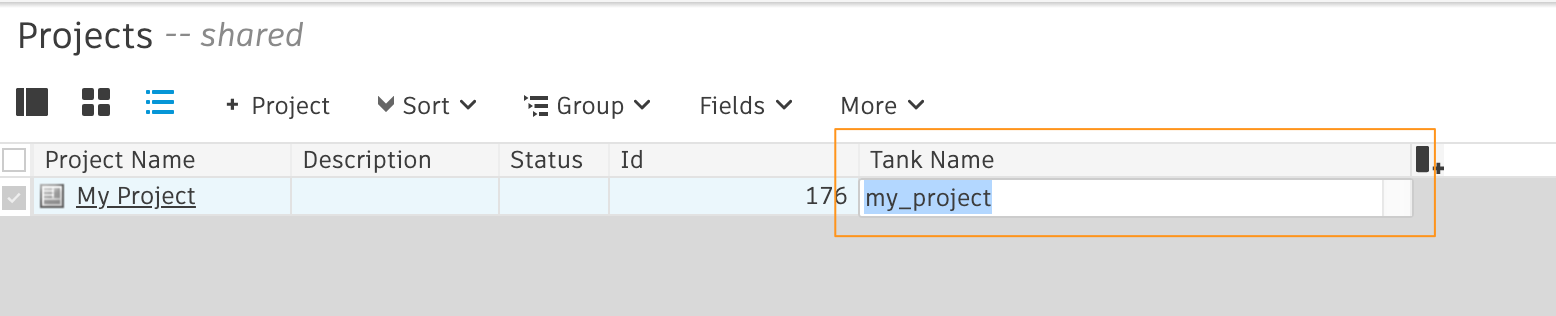 Projects -- shared
+ Project Sort Group Fields More
Project Name Description Status Id Tank Name
My Project 176 my_project